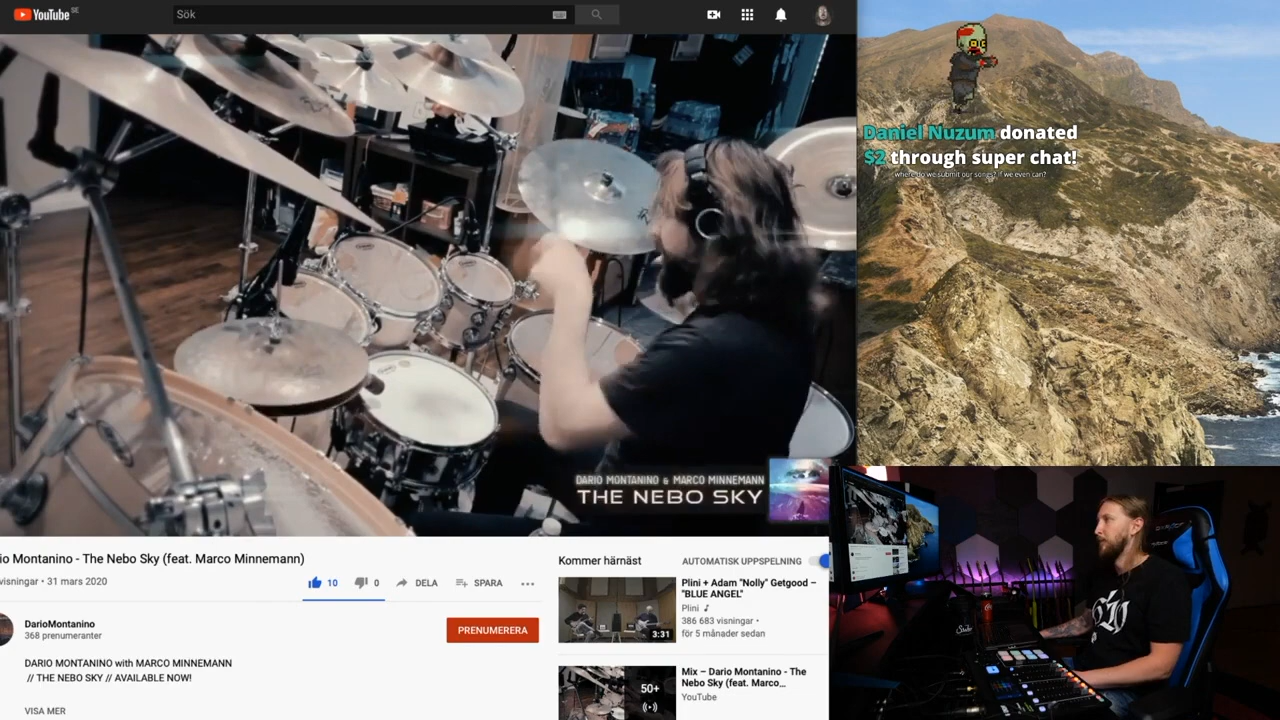 YouTube SE
Sök
Daniel Nuzum donated
$2 through super chat!
where do we submit our songs? if we even can?
DARIO MONTANINO & MARCO MINNEMANN
THE NEBO SKY
io Montanino - The Nebo Sky (feat. Marco Minnemann)
visningar • 31 mars 2020
10
0
DELA
SPARA
DarioMontanino
368 prenumeranter
PRENUMERERA
DARIO MONTANINO with MARCO MINNEMANN
// THE NEBO SKY // AVAILABLE NOW!
VISA MER
Kommer härnäst
AUTOMATISK UPPSPELNING
3:31
Plini + Adam "Nolly" Getgood –
"BLUE ANGEL"
Plini
386 683 visningar •
för 5 månader sedan
50+
Mix – Dario Montanino - The
Nebo Sky (feat. Marco...
YouTube